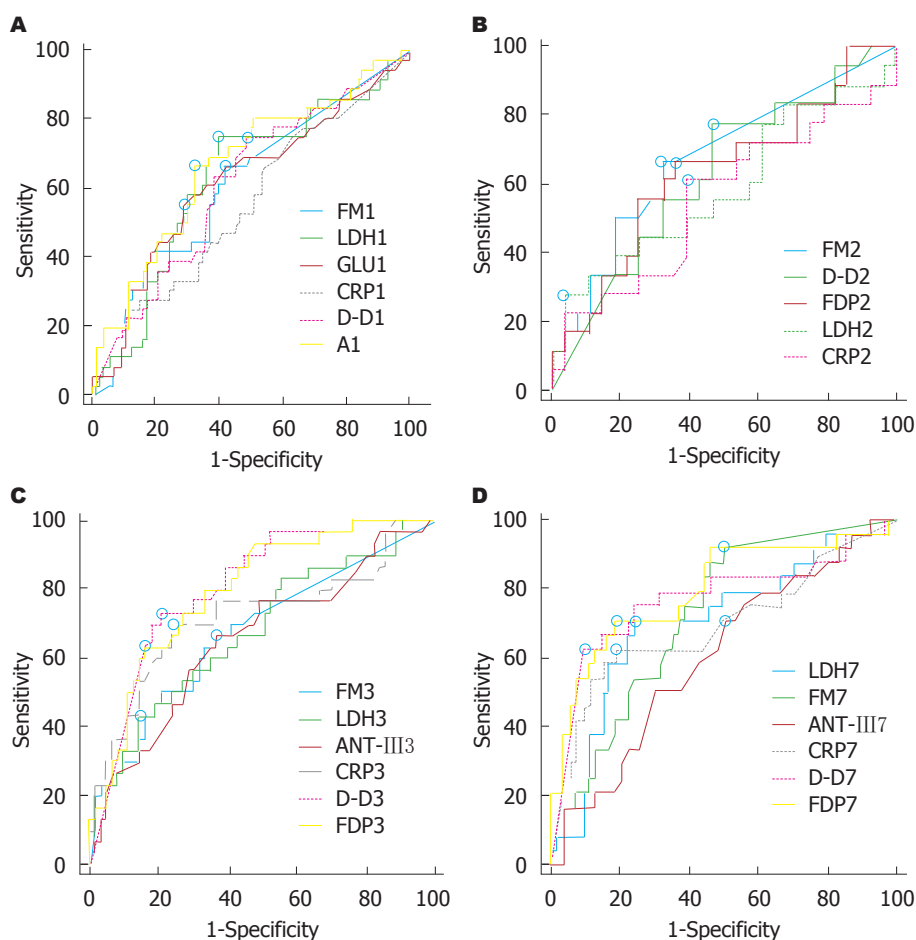 A
100
80
60
40
20
0
Sensitivity
0 20 40 60 80 100
1-Specificity
FM1
LDH1
GLU1
CRP1
D-D1
A1
B
100
80
60
40
20
0
Sensitivity
0 20 40 60 80 100
1-Specificity
FM2
D-D2
FDP2
LDH2
CRP2
C
100
80
60
40
20
0
Sensitivity
0 20 40 60 80 100
1-Specificity
FM3
LDH3
ANT-III3
CRP3
D-D3
FDP3
D
100
80
60
40
20
0
Sensitivity
0 20 40 60 80 100
1-Specificity
LDH7
FM7
ANT-III7
CRP7
D-D7
FDP7